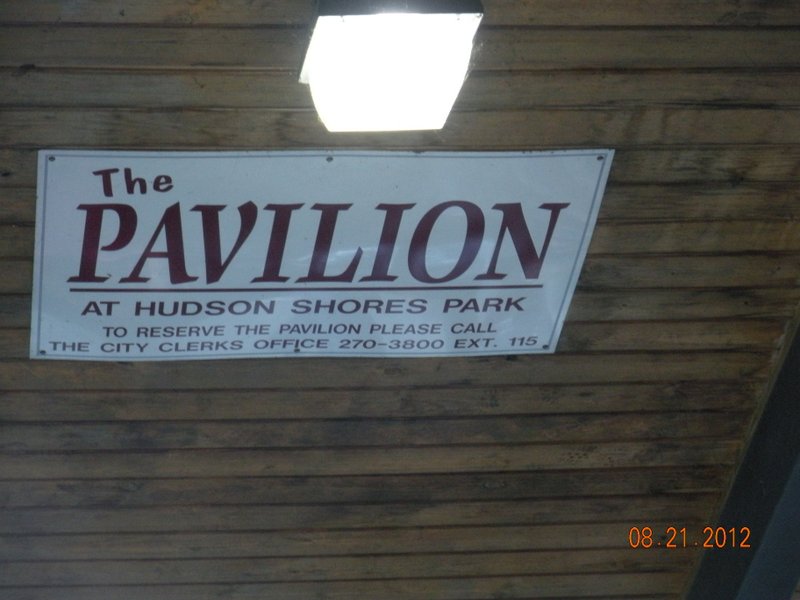 The
PAVILION
AT HUDSON SHORES PARK
TO RESERVE THE PAVILION PLEASE CALL
THE CITY CLERKS OFFICE 270-3800 EXT. 115
08.21.2012